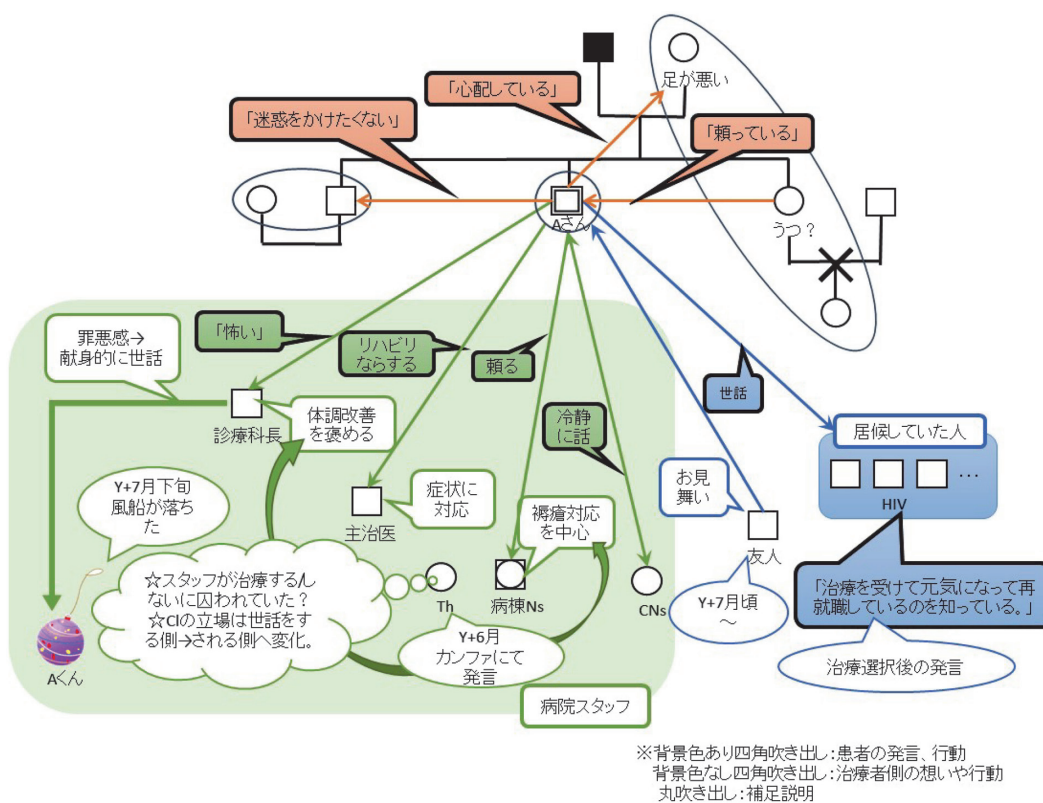 足が悪い
「心配している」
「迷惑をかけたくない」
「頼っている」
Aさん
うつ？
罪悪感→
献身的に世話
「怖い」
リハビリ
ならする
頼る
世話
診療科長
体調改善
を褒める
冷静
に話
居候していた人
…
HIV
Y+7月下旬
風船が落ち
た
主治医
症状に
対応
褥瘡対応
を中心
お見
舞い
友人
☆スタッフが治療する/し
ないに囚われていた？
☆Clの立場は世話をす
る側→される側へ変化。
Th
病棟Ns
CNs
Y+7月頃
～
「治療を受けて元気になって再
就職しているのを知っている。」
Aくん
Y+6月
カンファにて
発言
治療選択後の発言
病院スタッフ
※背景色あり四角吹き出し：患者の発言、行動
背景色なし四角吹き出し：治療者側の想いや行動
丸吹き出し：補足説明